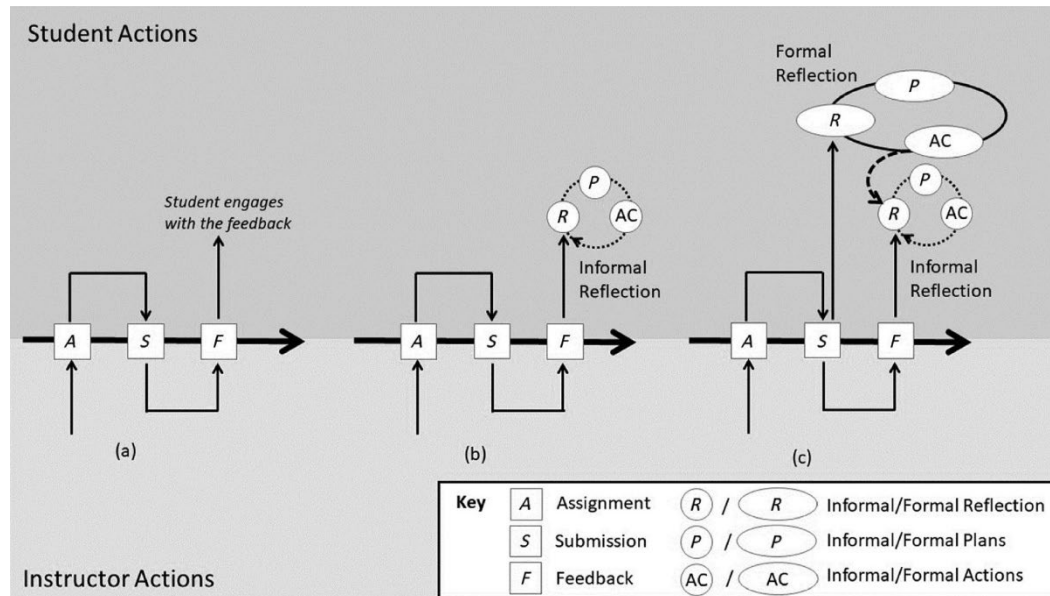 Student Actions
Formal
Reflection
P
R
AC
Student engages
with the feedback
P
R
AC
P
R
AC
Informal
Reflection
Informal
Reflection
A
S
F
A
S
F
A
S
F
(a)
(b)
(c)
Key
A
Assignment
R / R
Informal/Formal Reflection
S
Submission
P / P
Informal/Formal Plans
F
Feedback
AC / AC
Informal/Formal Actions
Instructor Actions